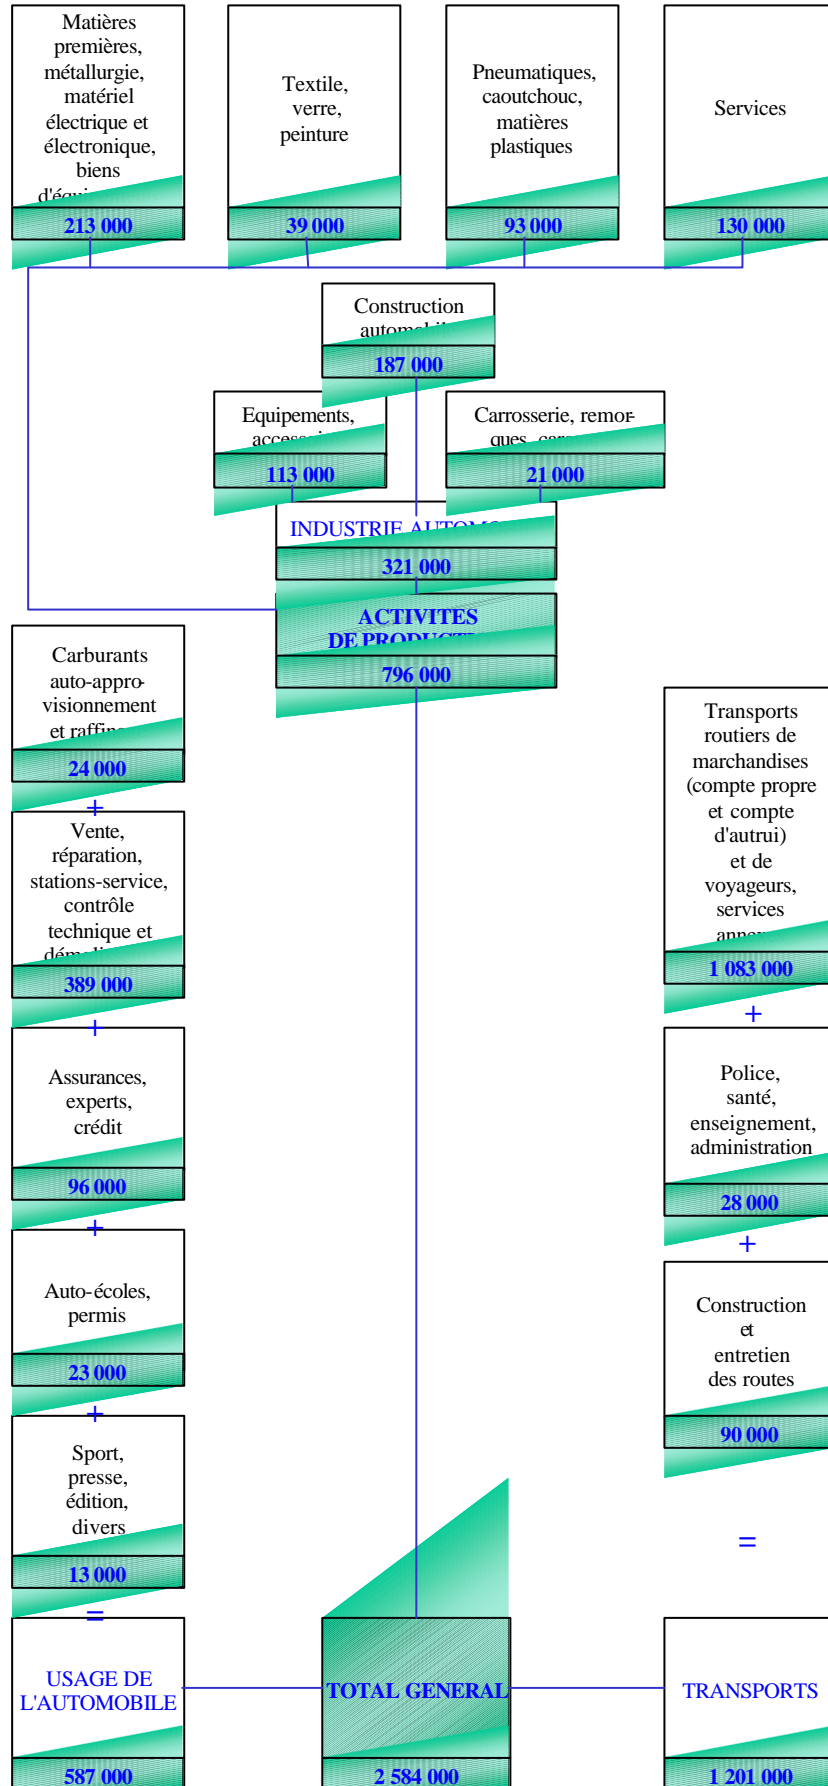 Matières
premières,
métallurgie,
matériel
électrique et
électronique,
biens
213 000
Textile,
verre,
peinture
39 000
Pneumatiques,
caoutchouc,
matières
plastiques
93 000
Services
130 000
Construction
187 000
Equipements,
113 000
Carrosserie, remor-
ques,
21 000
INDUSTRIE
321 000
ACTIVITES
DE
796 000
Carburants
auto-appro-
visionnement
et
24 000
+
Vente,
réparation,
stations-service,
contrôle
technique et
389 000
+
Assurances,
experts,
crédit
96 000
+
Auto-écoles,
permis
23 000
+
Sport,
presse,
édition,
divers
13 000
=
USAGE DE
L'AUTOMOBILE
587 000
TOTAL GENERAL
2 584 000
Transports
routiers de
marchandises
(compte propre
et compte
d'autrui)
et de
voyageurs,
services
1 083 000
+
Police,
santé,
enseignement,
administration
28 000
+
Construction
et
entretien
des routes
90 000
=
TRANSPORTS
1 201 000